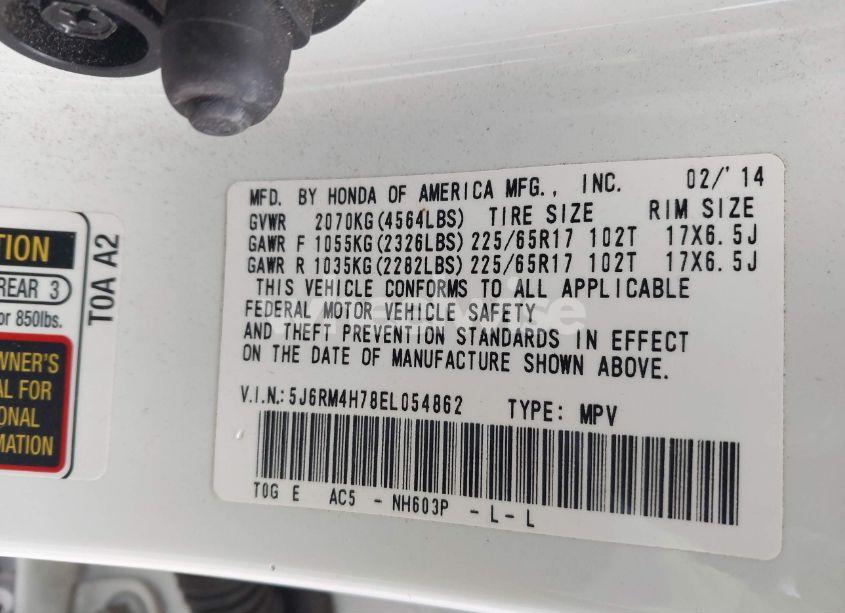 MFD. BY HONDA OF AMERICA MFG., INC. 02/'14
GVWR 2070KG(4564LBS) TIRE SIZE RIM SIZE
GAWR F 1055KG(2326LBS) 225/65R17 102T 17X6.5J
GAWR R 1035KG(2282LBS) 225/65R17 102T 17X6.5J
THIS VEHICLE CONFORMS TO ALL APPLICABLE
FEDERAL MOTOR VEHICLE SAFETY
AND THEFT PREVENTION STANDARDS IN EFFECT
ON THE DATE OF MANUFACTURE SHOWN ABOVE.
V.I.N.: 5J6RM4H78EL054862 TYPE: MPV
T0G E AC5 - NH603P - L - L
TION
REAR 3
or 850lbs.
WNER'S
AL FOR
ONAL
RMATION
T0A A2